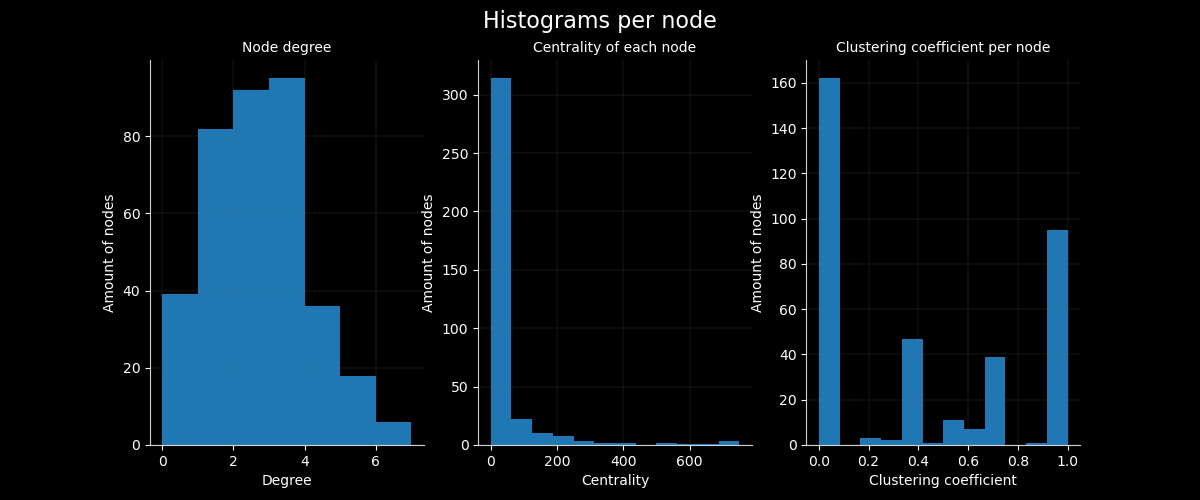 Histograms per node
Node degree
Amount of nodes
80
60
40
20
0
0 2 4 6
Degree
Centrality of each node
Amount of nodes
300
250
200
150
100
50
0
0 200 400 600
Centrality
Clustering coefficient per node
Amount of nodes
160
140
120
100
80
60
40
20
0
0.0 0.2 0.4 0.6 0.8 1.0
Clustering coefficient